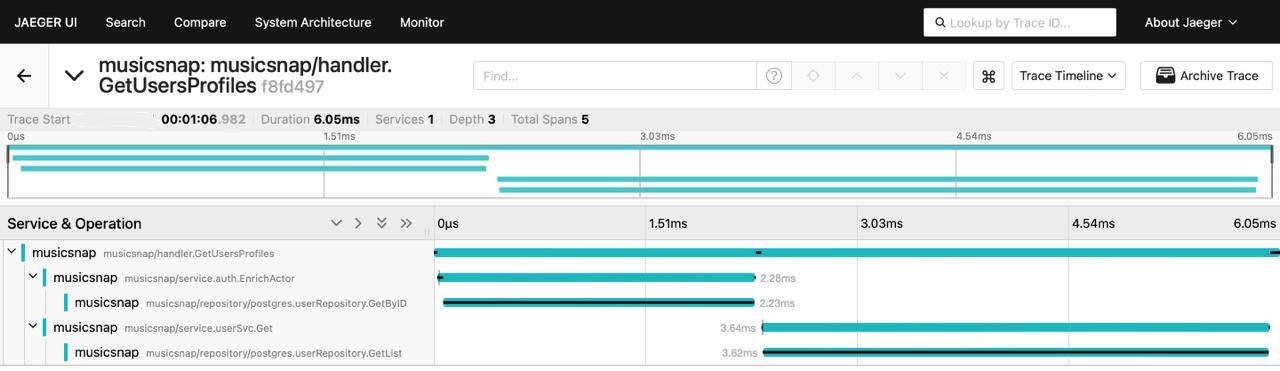 JAEGER UI Search Compare System Architecture Monitor Lookup by Trace ID... About Jaeger
musicsnap: musicsnap/handler.
GetUsersProfiles f8fd497
Find... ? ⌘ Trace Timeline Archive Trace
Trace Start 00:01:06.982 Duration 6.05ms Services 1 Depth 3 Total Spans 5
0μs 1.51ms 3.03ms 4.54ms 6.05ms
Service & Operation 0μs 1.51ms 3.03ms 4.54ms 6.05ms
musicsnap musicsnap/handler.GetUsersProfiles
musicsnap musicsnap/service.auth.EnrichActor 2.28ms
musicsnap musicsnap/repository/postgres.userRepository.GetByID 2.23ms
musicsnap musicsnap/service.userSvc.Get 3.64ms
musicsnap musicsnap/repository/postgres.userRepository.GetList 3.62ms